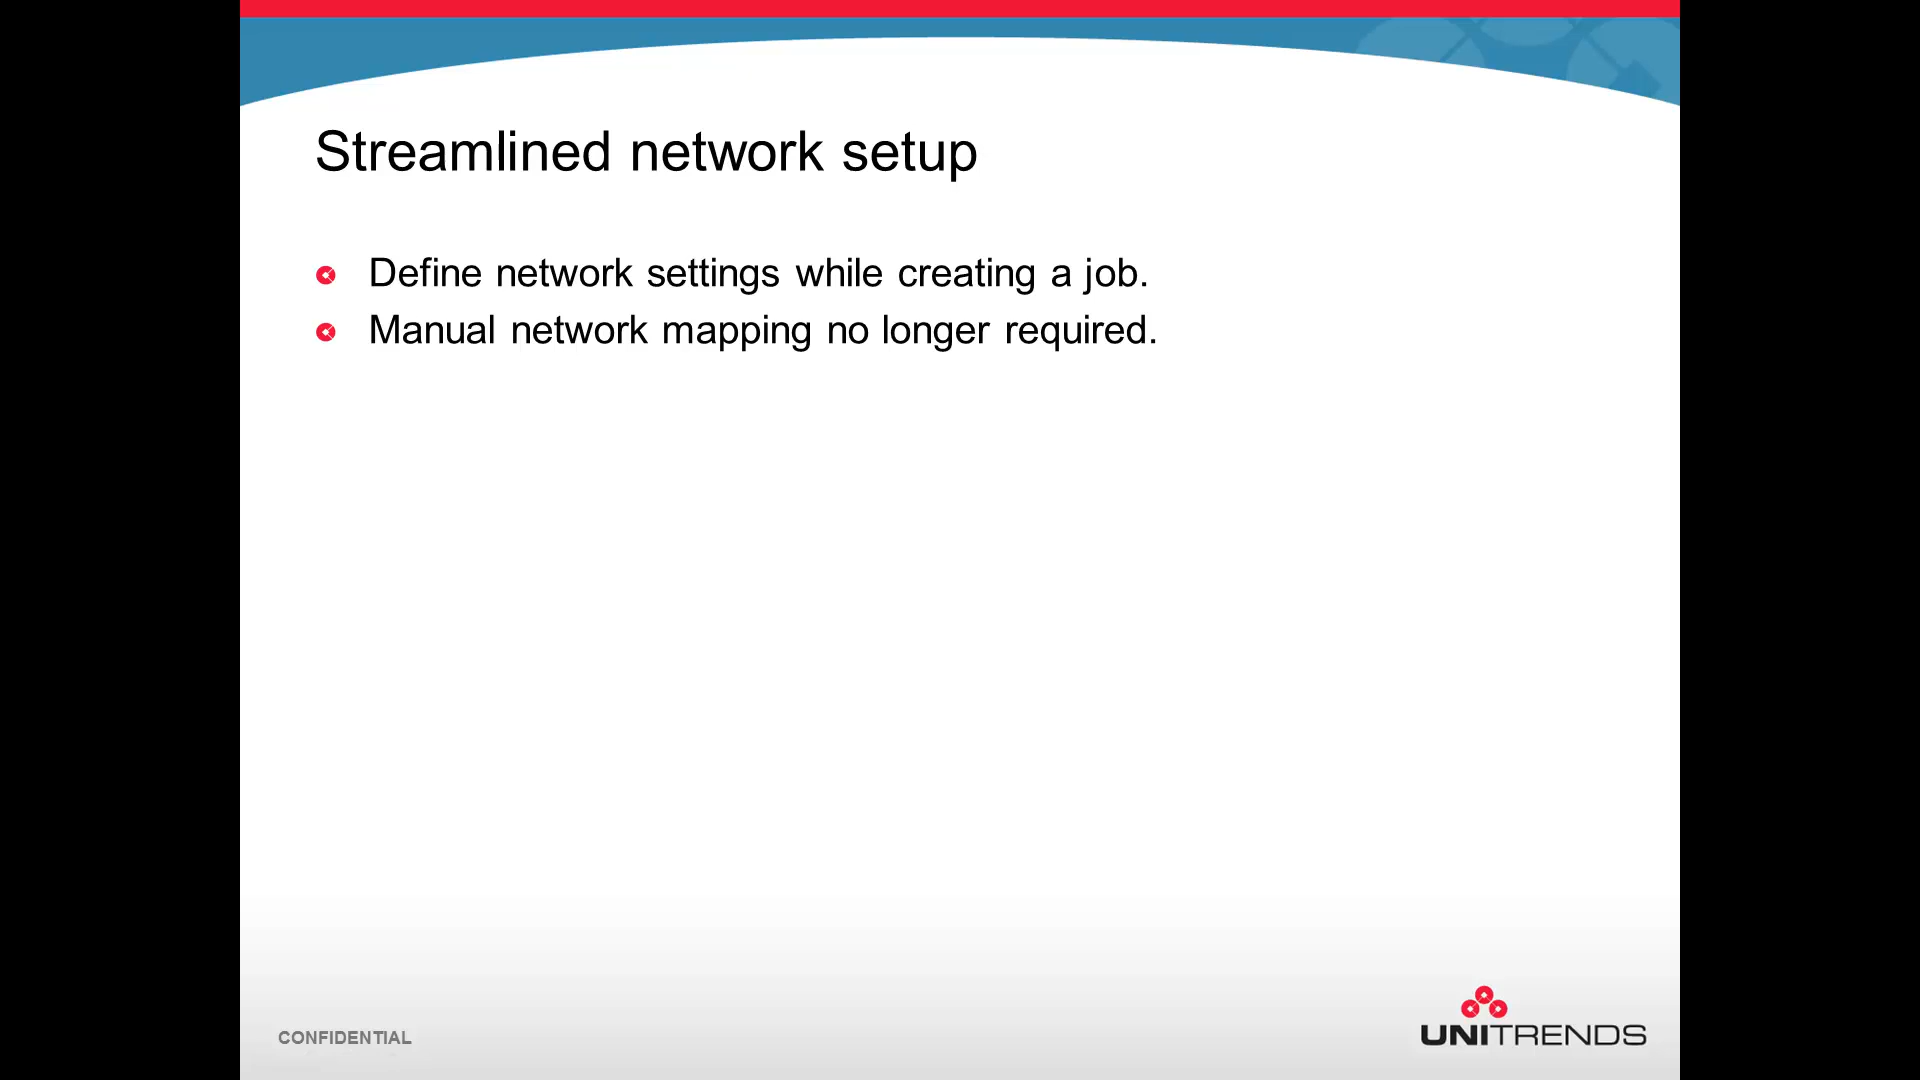 Streamlined network setup
Define network settings while creating a job.
Manual network mapping no longer required.
CONFIDENTIAL
UNITRENDS